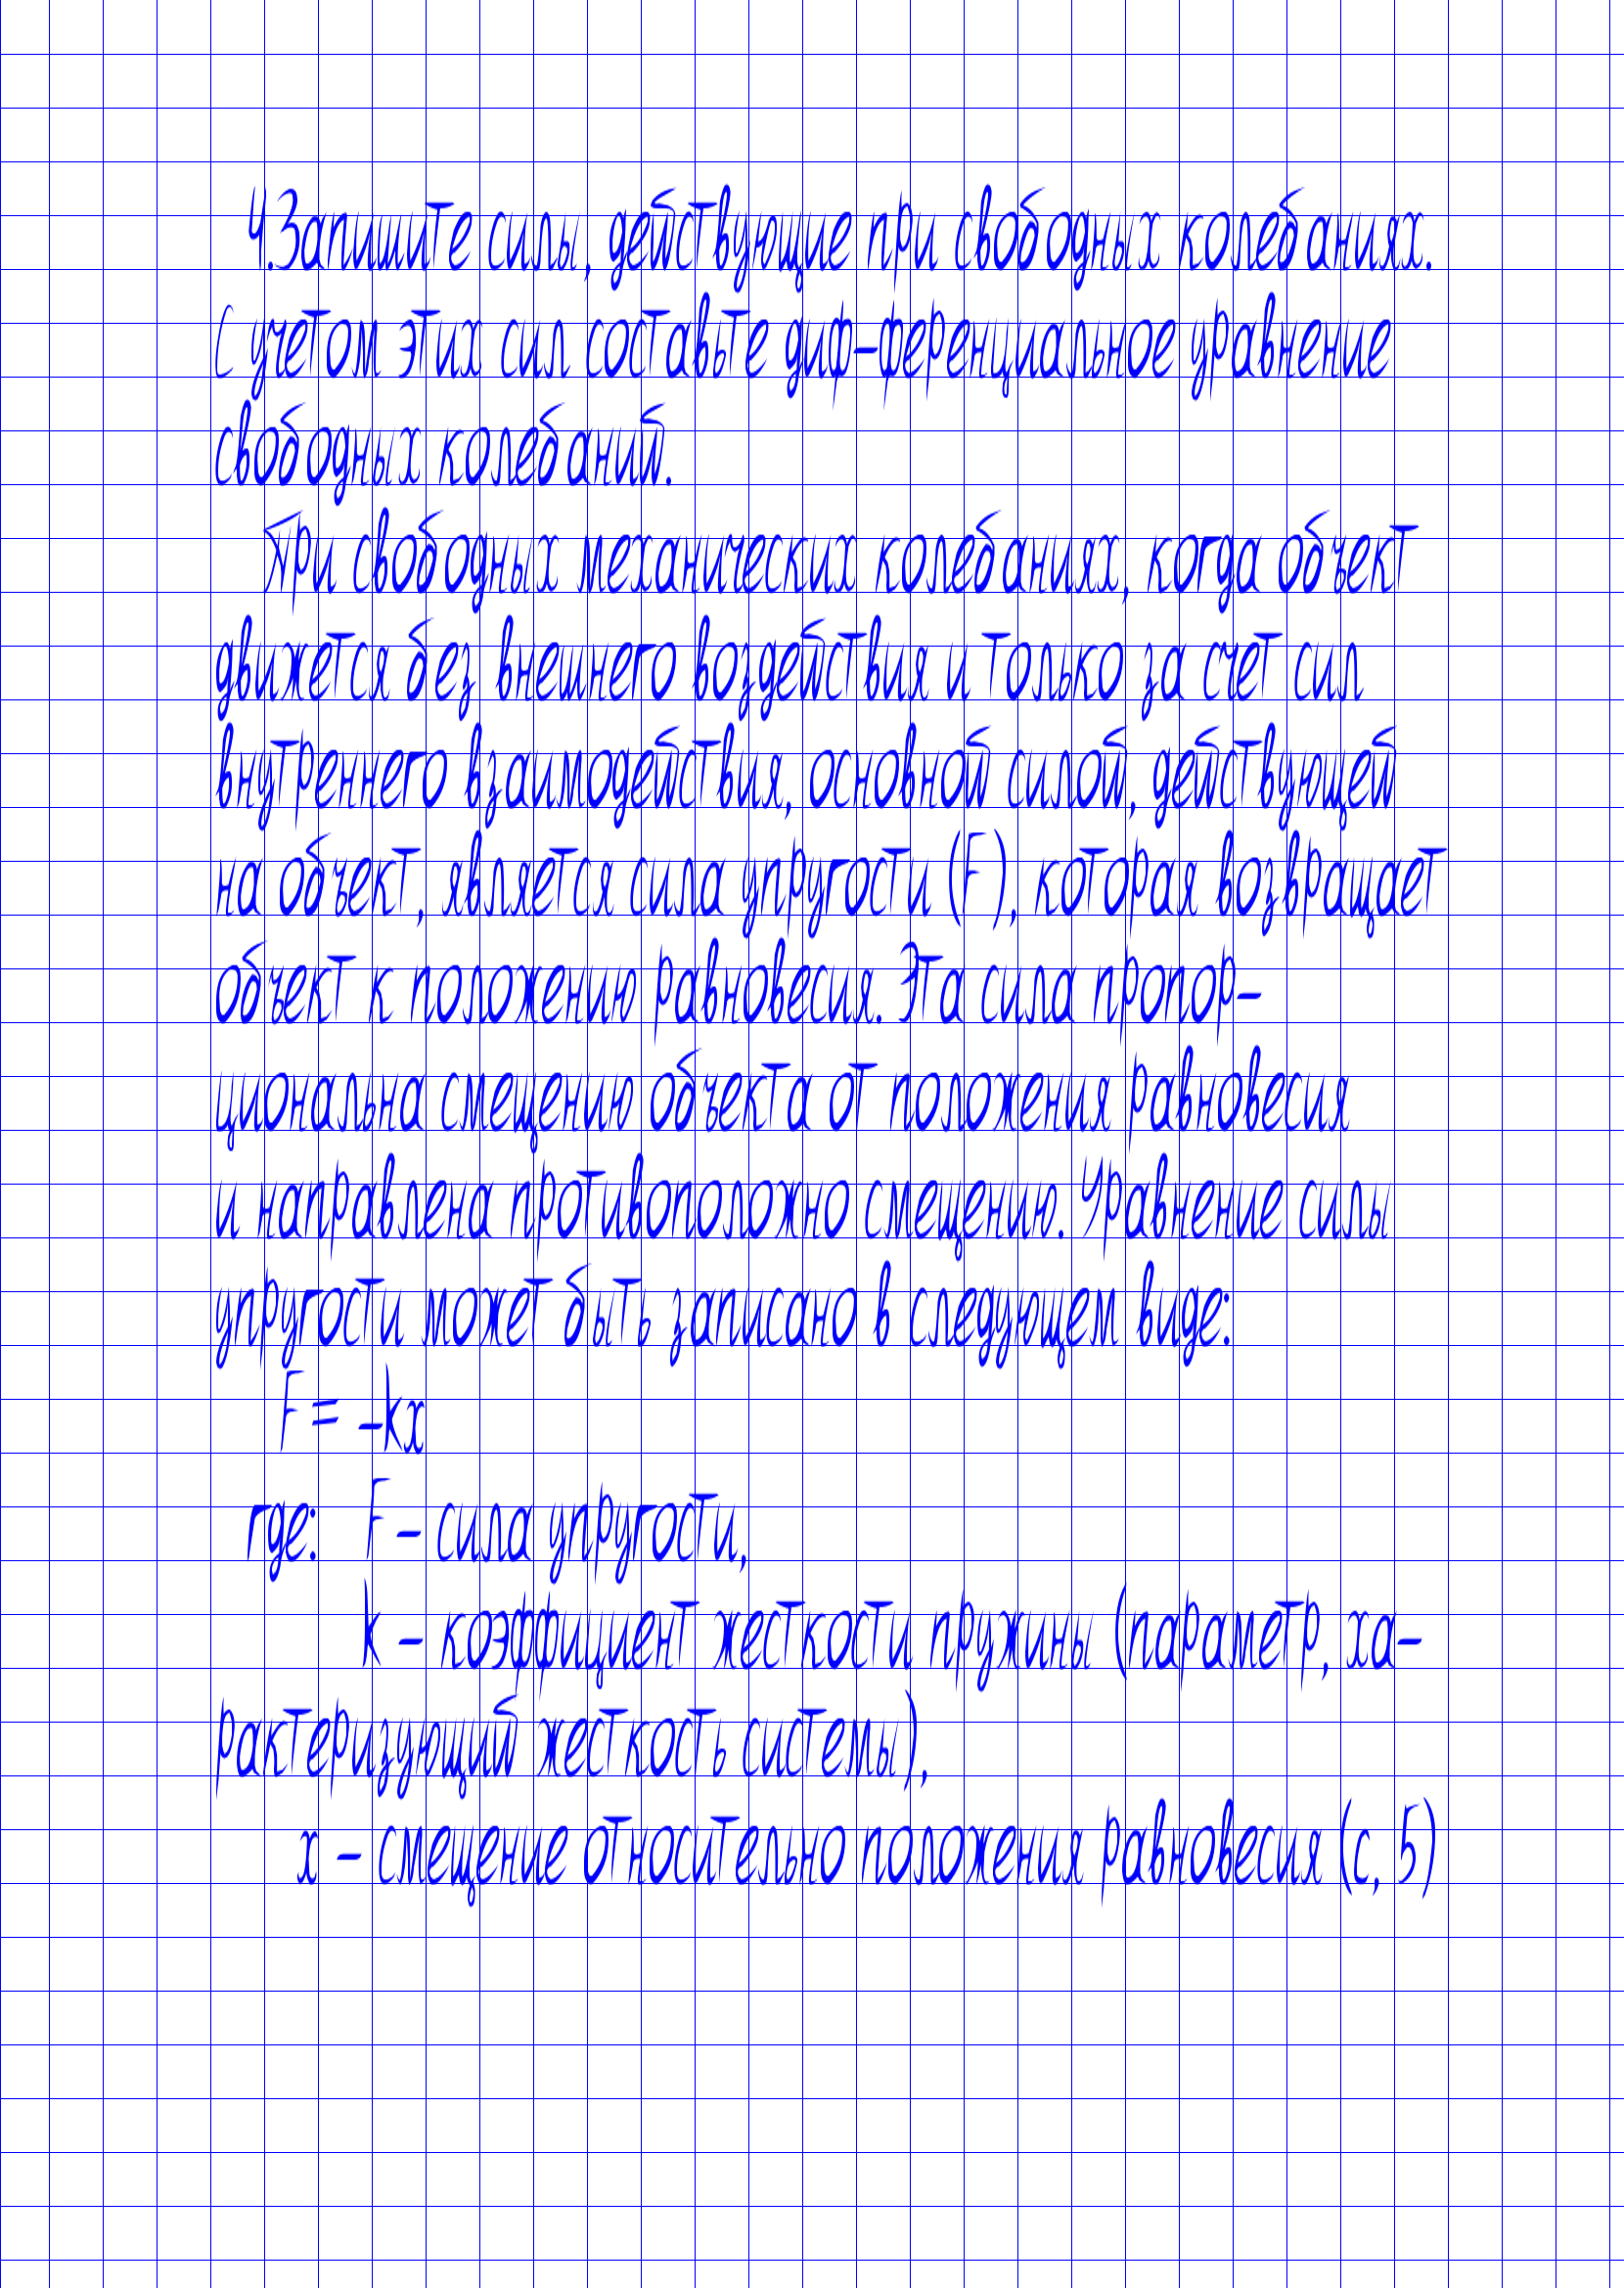 4.Запишите силы, действующие при свободных колебаниях.
С учетом этих сил составьте диф-ференциальное уравнение
свободных колебаний.
При свободных механических колебаниях, когда объект
движется без внешнего воздействия и только за счет сил
внутреннего взаимодействия, основной силой, действующей
на объект, является сила упругости (F), которая возвращает
объект к положению равновесия. Эта сила пропор-
циональна смещению объекта от положения равновесия
и направлена противоположно смещению. Уравнение силы
упругости может быть записано в следующем виде:
F = -kx
где: F - сила упругости,
k - коэффициент жесткости пружины (параметр, ха-
рактеризующий жесткость системы),
x - смещение относительно положения равновесия (с, 5)